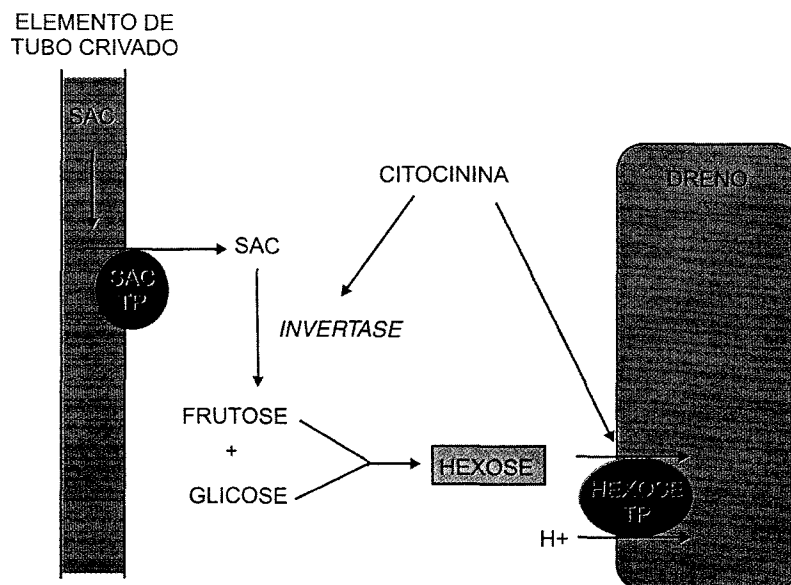 ELEMENTO DE
TUBO CRIVADO
SAC
CITOCININA
DRENO
SAC
SAC
TP
INVERTASE
FRUTOSE
+
GLICOSE
HEXOSE
HEXOSE
TP
H+